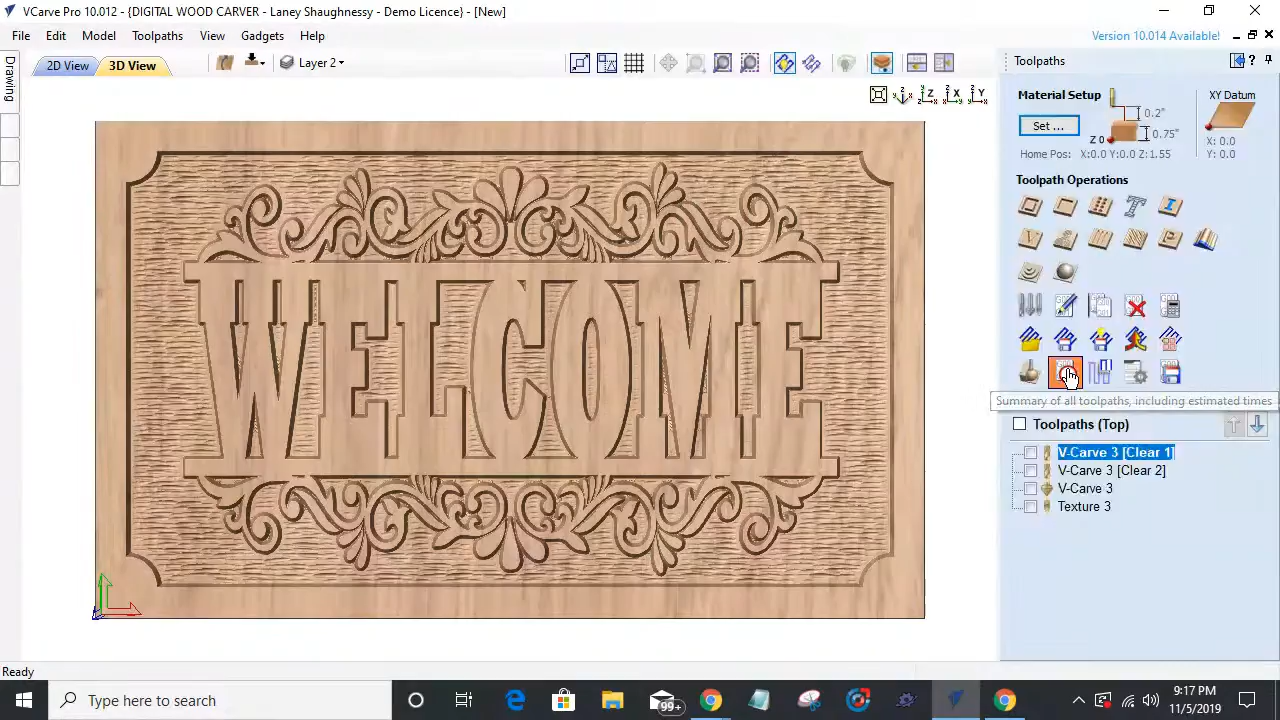 VCarve Pro 10.012 - {DIGITAL WOOD CARVER - Laney Shaughnessy - Demo Licence} - [New]
File Edit Model Toolpaths View Gadgets Help
Version 10.014 Available!
Drawing
2D View
3D View
Layer 2
Z X Y
Toolpaths
Material Setup
XY Datum
Set ...
0.2"
Z 0
0.75"
X: 0.0
Y: 0.0
Home Pos: X:0.0 Y:0.0 Z:1.55
Toolpath Operations
Summary of all toolpaths, including estimated times
Toolpaths (Top)
V-Carve 3 [Clear 1]
V-Carve 3 [Clear 2]
V-Carve 3
Texture 3
WELCOME
Ready
Type here to search
99+
9:17 PM
11/5/2019